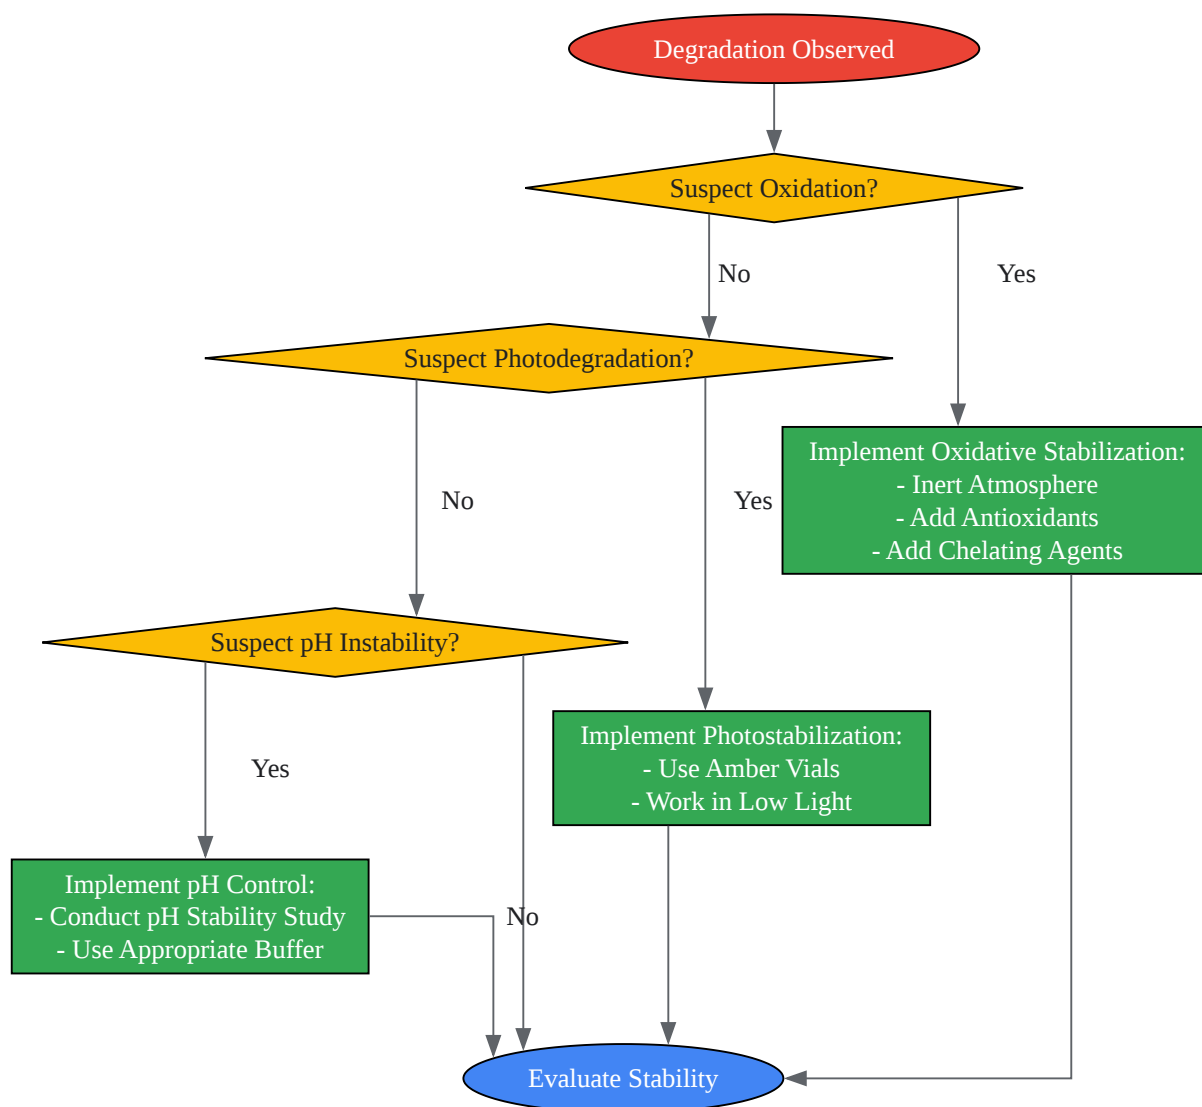 Degradation Observed
Suspect Oxidation?
No
Yes
Suspect Photodegradation?
Implement Oxidative Stabilization:
- Inert Atmosphere
- Add Antioxidants
- Add Chelating Agents
No
Yes
Suspect pH Instability?
Implement Photostabilization:
- Use Amber Vials
- Work in Low Light
Yes
Implement pH Control:
- Conduct pH Stability Study
- Use Appropriate Buffer
No
Evaluate Stability